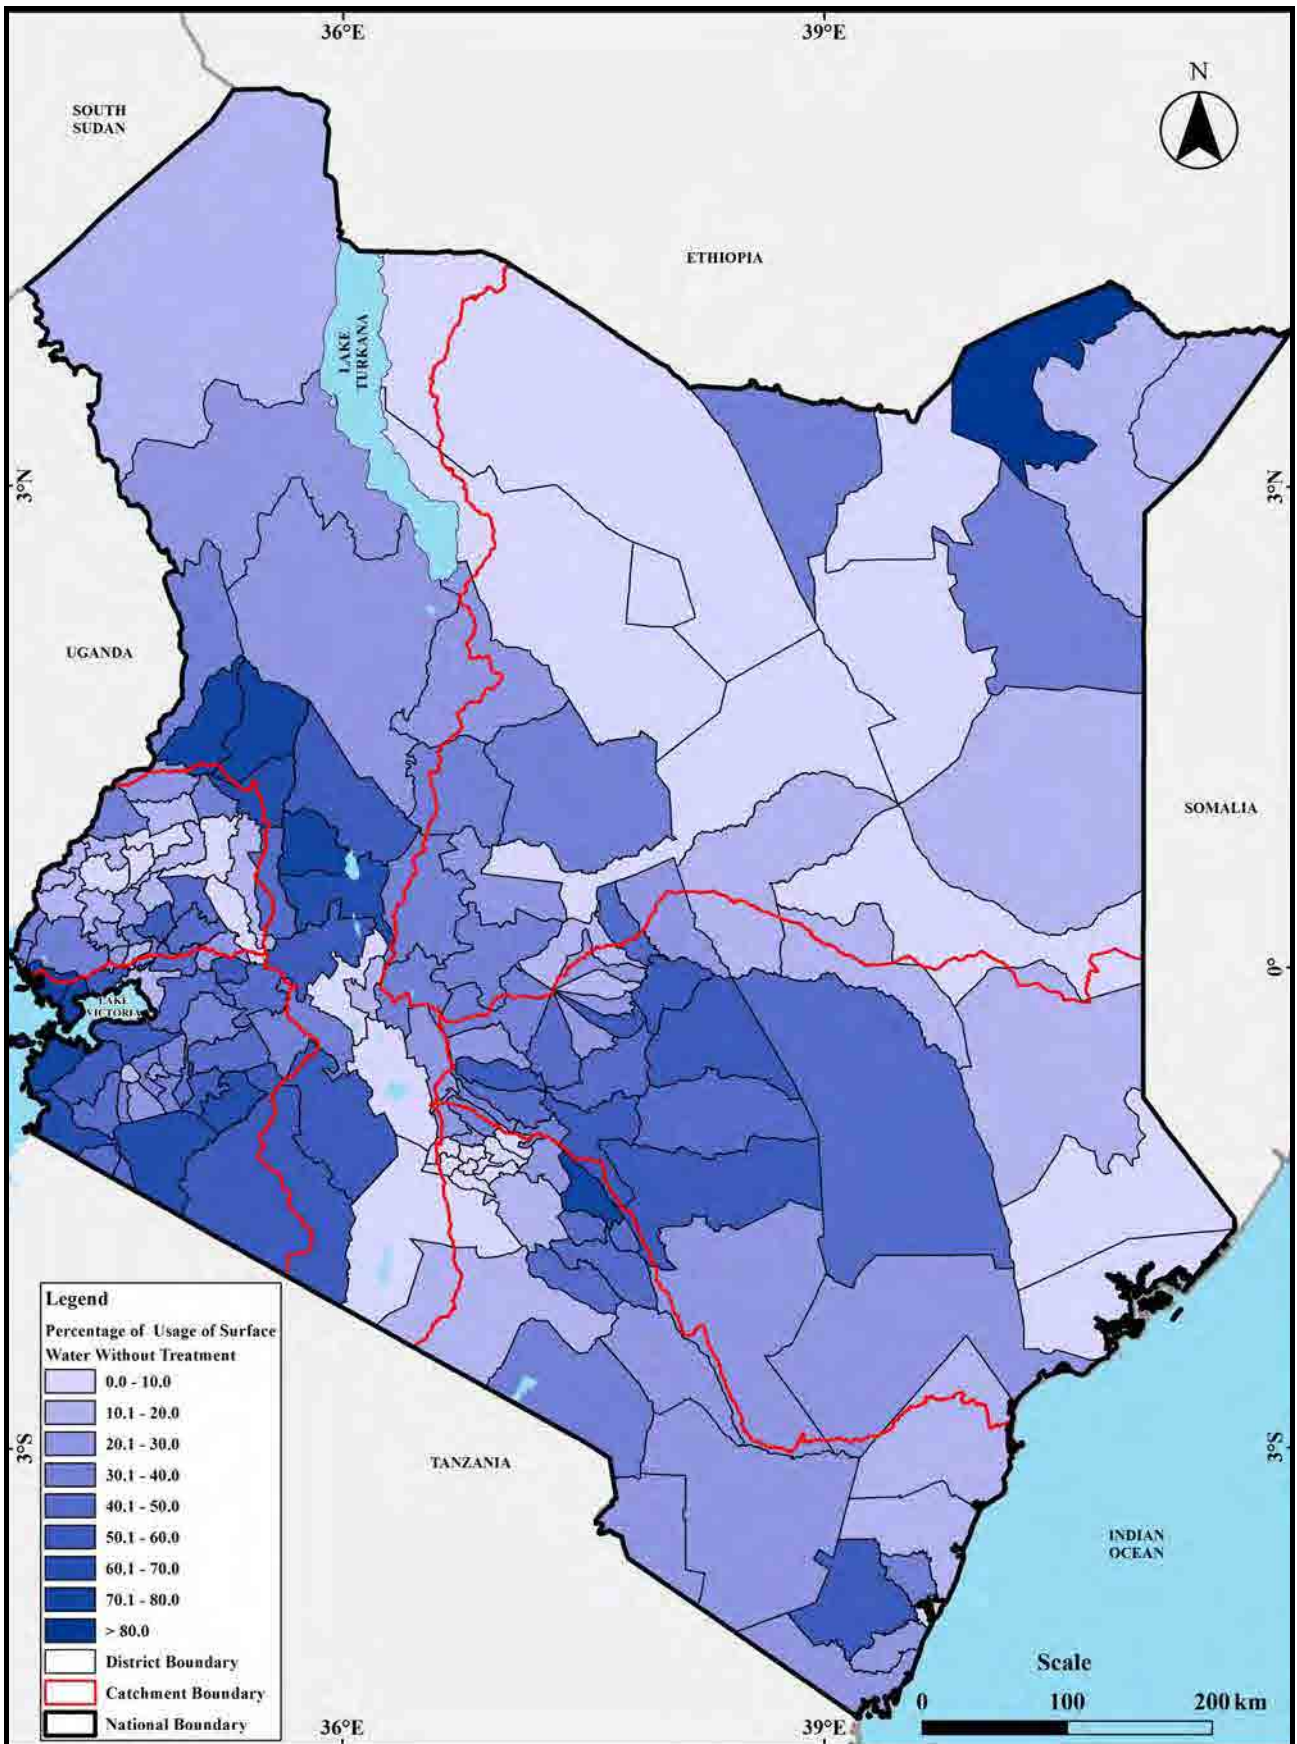 36°E
39°E
N
SOUTH
SUDAN
ETHIOPIA
LAKE
TURKANA
3°N
3°N
UGANDA
SOMALIA
0°
LAKE
VICTORIA
Legend
Percentage of Usage of Surface
Water Without Treatment
0.0 - 10.0
10.1 - 20.0
20.1 - 30.0
30.1 - 40.0
40.1 - 50.0
50.1 - 60.0
60.1 - 70.0
70.1 - 80.0
> 80.0
District Boundary
Catchment Boundary
National Boundary
3°S
3°S
TANZANIA
INDIAN
OCEAN
Scale
0 100 200 km
36°E
39°E